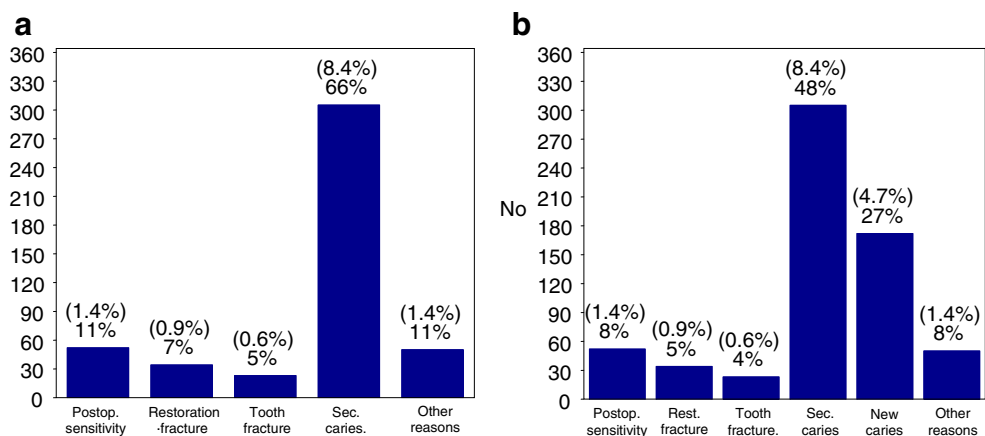 a
360
330
300
270
240
210
180
150
120
90
60
30
0
(1.4%)
11%
(0.9%)
7%
(0.6%)
5%
(8.4%)
66%
(1.4%)
11%
Postop.
sensitivity
Restoration
·fracture
Tooth
fracture
Sec.
caries.
Other
reasons
b
No
360
330
300
270
240
210
180
150
120
90
60
30
0
(1.4%)
8%
(0.9%)
5%
(0.6%)
4%
(8.4%)
48%
(4.7%)
27%
(1.4%)
8%
Postop.
sensitivity
Rest.
fracture
Tooth
fracture.
Sec.
caries
New
caries
Other
reasons